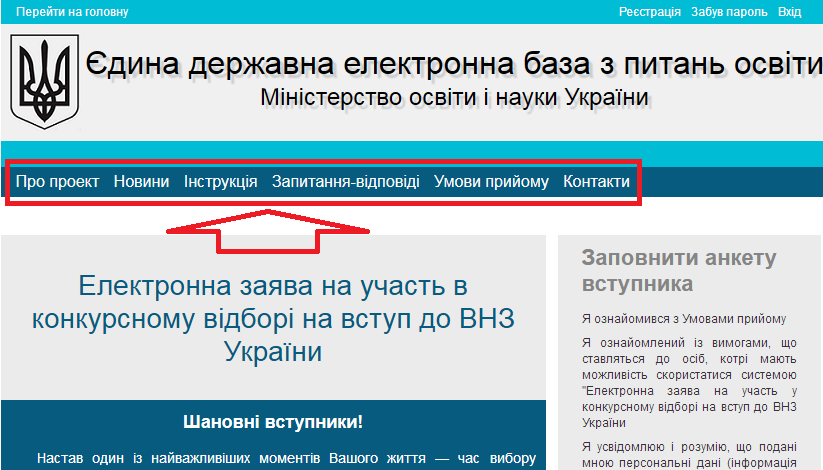 Перейти на головну
Реєстрація Забув пароль Вхід
Єдина державна електронна база з питань освіти
Міністерство освіти і науки України
Про проект Новини Інструкція Запитання-відповіді Умови прийому Контакти
Електронна заява на участь в
конкурсному відборі на вступ до ВНЗ
України
Шановні вступники!
Настав один із найважливіших моментів Вашого життя — час вибору
Заповнити анкету
вступника
Я ознайомився з Умовами прийому
Я ознайомлений із вимогами, що
ставляться до осіб, котрі мають
можливість скористатися системою
"Електронна заява на участь у
конкурсному відборі на вступ до ВНЗ
України
Я усвідомлюю і розумію, що подані
мною персональні дані (інформація